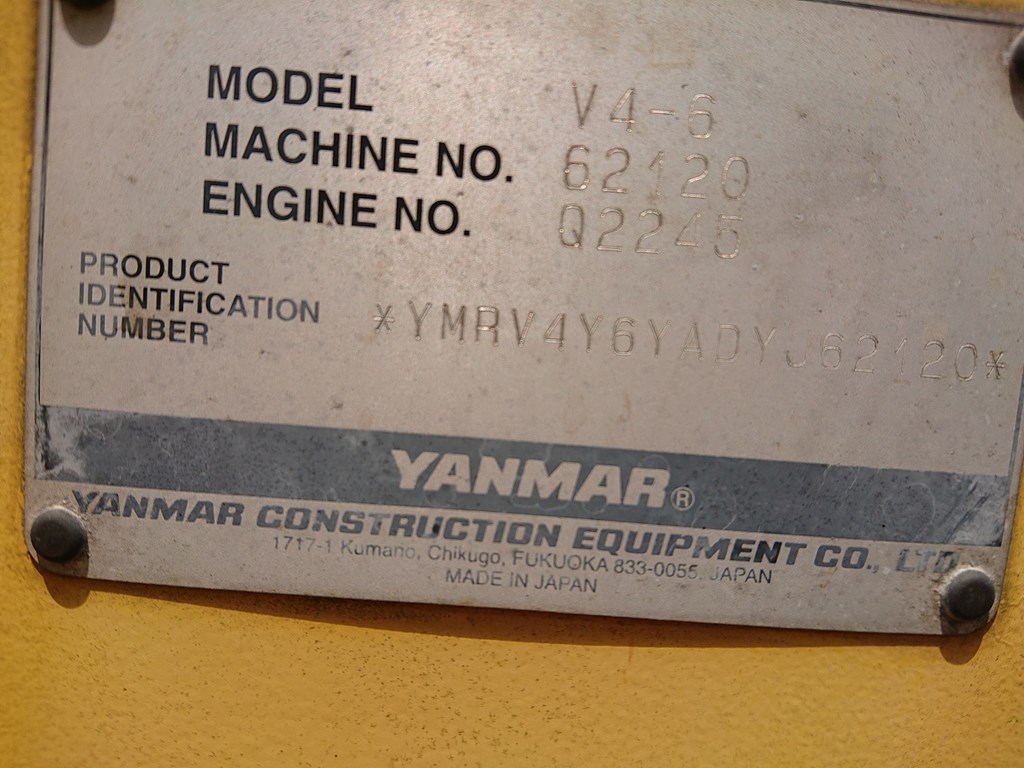 MODEL V4-6
MACHINE NO. 62120
ENGINE NO. Q2245
PRODUCT
IDENTIFICATION
NUMBER *YMRV4Y6YADYJ62120*
YANMAR®
YANMAR CONSTRUCTION EQUIPMENT CO., LTD.
1717-1 Kumano, Chikugo, FUKUOKA 833-0055, JAPAN
MADE IN JAPAN